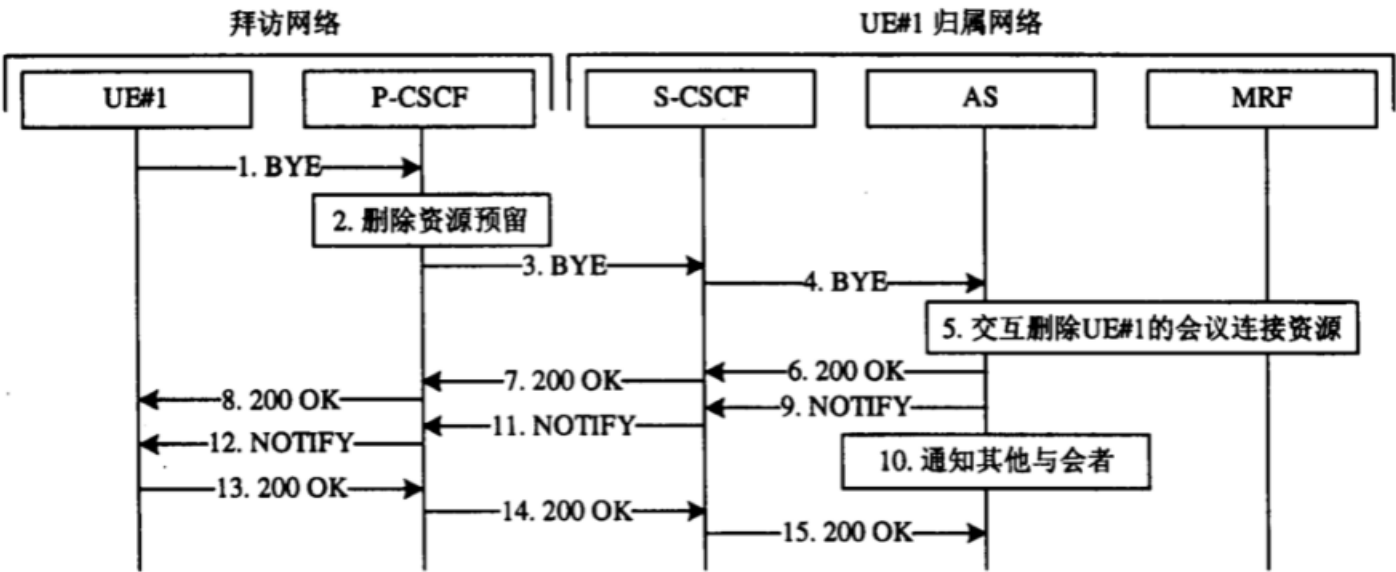 拜访网络
UE#1 归属网络
UE#1
P-CSCF
S-CSCF
AS
MRF
1. BYE
2. 删除资源预留
3. BYE
4. BYE
5. 交互删除UE#1的会议连接资源
6. 200 OK
7. 200 OK
8. 200 OK
9. NOTIFY
10. 通知其他与会者
11. NOTIFY
12. NOTIFY
13. 200 OK
14. 200 OK
15. 200 OK